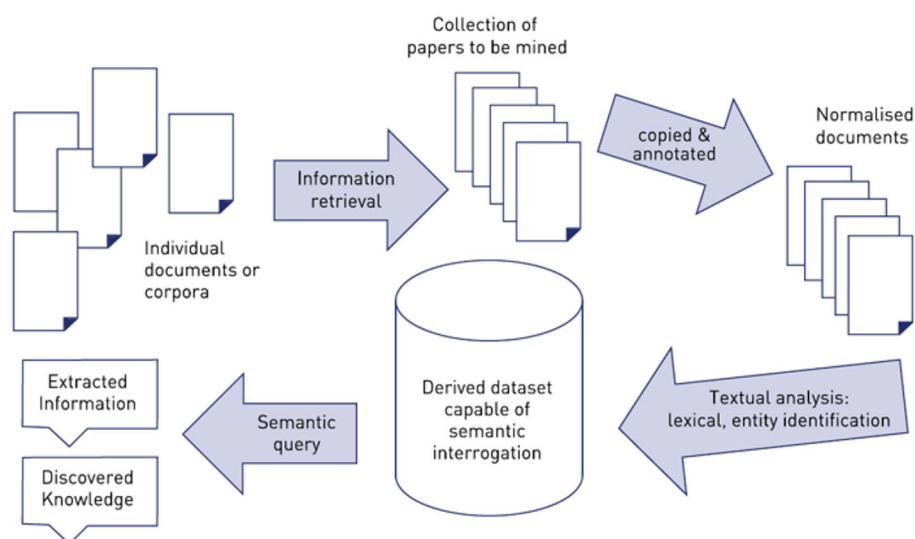 Collection of
papers to be mined
Individual
documents or
corpora
Information
retrieval
copied &
annotated
Normalised
documents
Textual analysis:
lexical, entity identification
Derived dataset
capable of
semantic
interrogation
Semantic
query
Extracted
Information
Discovered
Knowledge